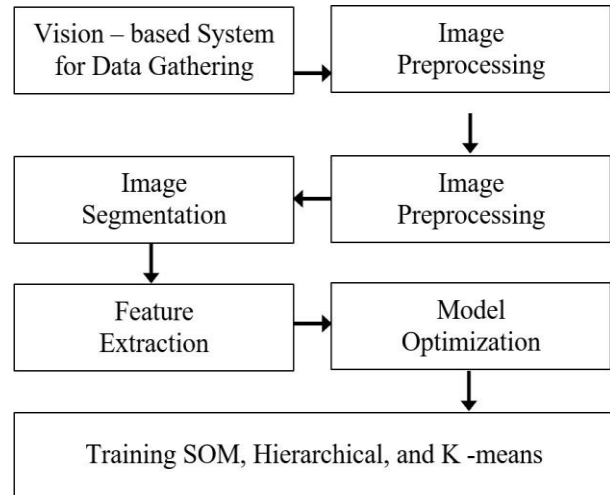 Vision – based System
for Data Gathering
Image
Preprocessing
Image
Preprocessing
Image
Segmentation
Feature
Extraction
Model
Optimization
Training SOM, Hierarchical, and K -means